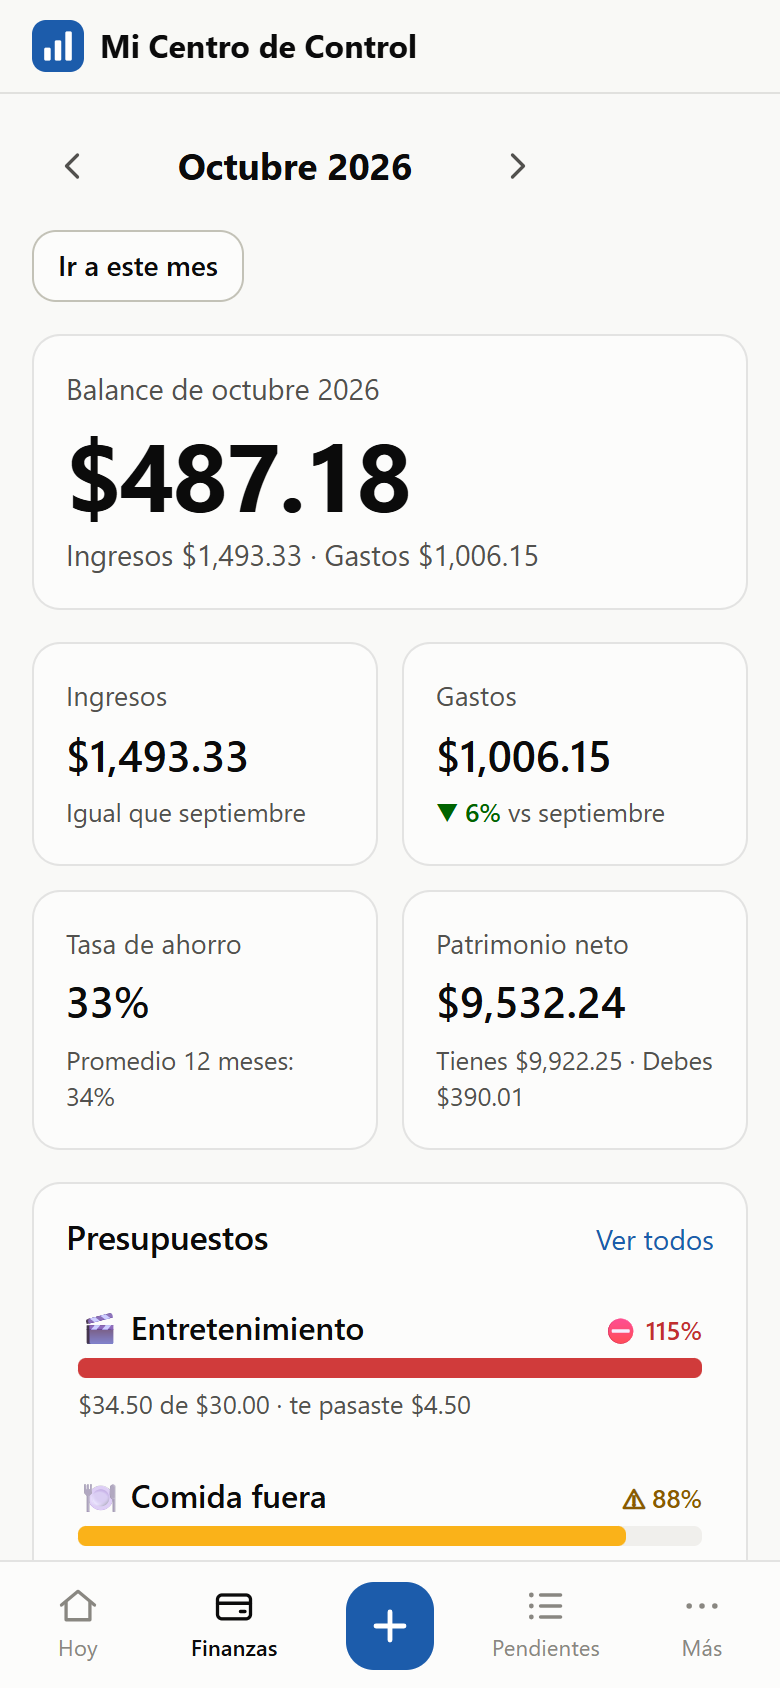 Mi Centro de Control
Octubre 2026
Ir a este mes
Balance de octubre 2026
$487.18
Ingresos $1,493.33 · Gastos $1,006.15
Ingresos
$1,493.33
Igual que septiembre
Gastos
$1,006.15
▼ 6% vs septiembre
Tasa de ahorro
33%
Promedio 12 meses:
34%
Patrimonio neto
$9,532.24
Tienes $9,922.25 · Debes
$390.01
Presupuestos
Ver todos
Entretenimiento
115%
$34.50 de $30.00 · te pasaste $4.50
Comida fuera
88%
Hoy
Finanzas
Pendientes
Más